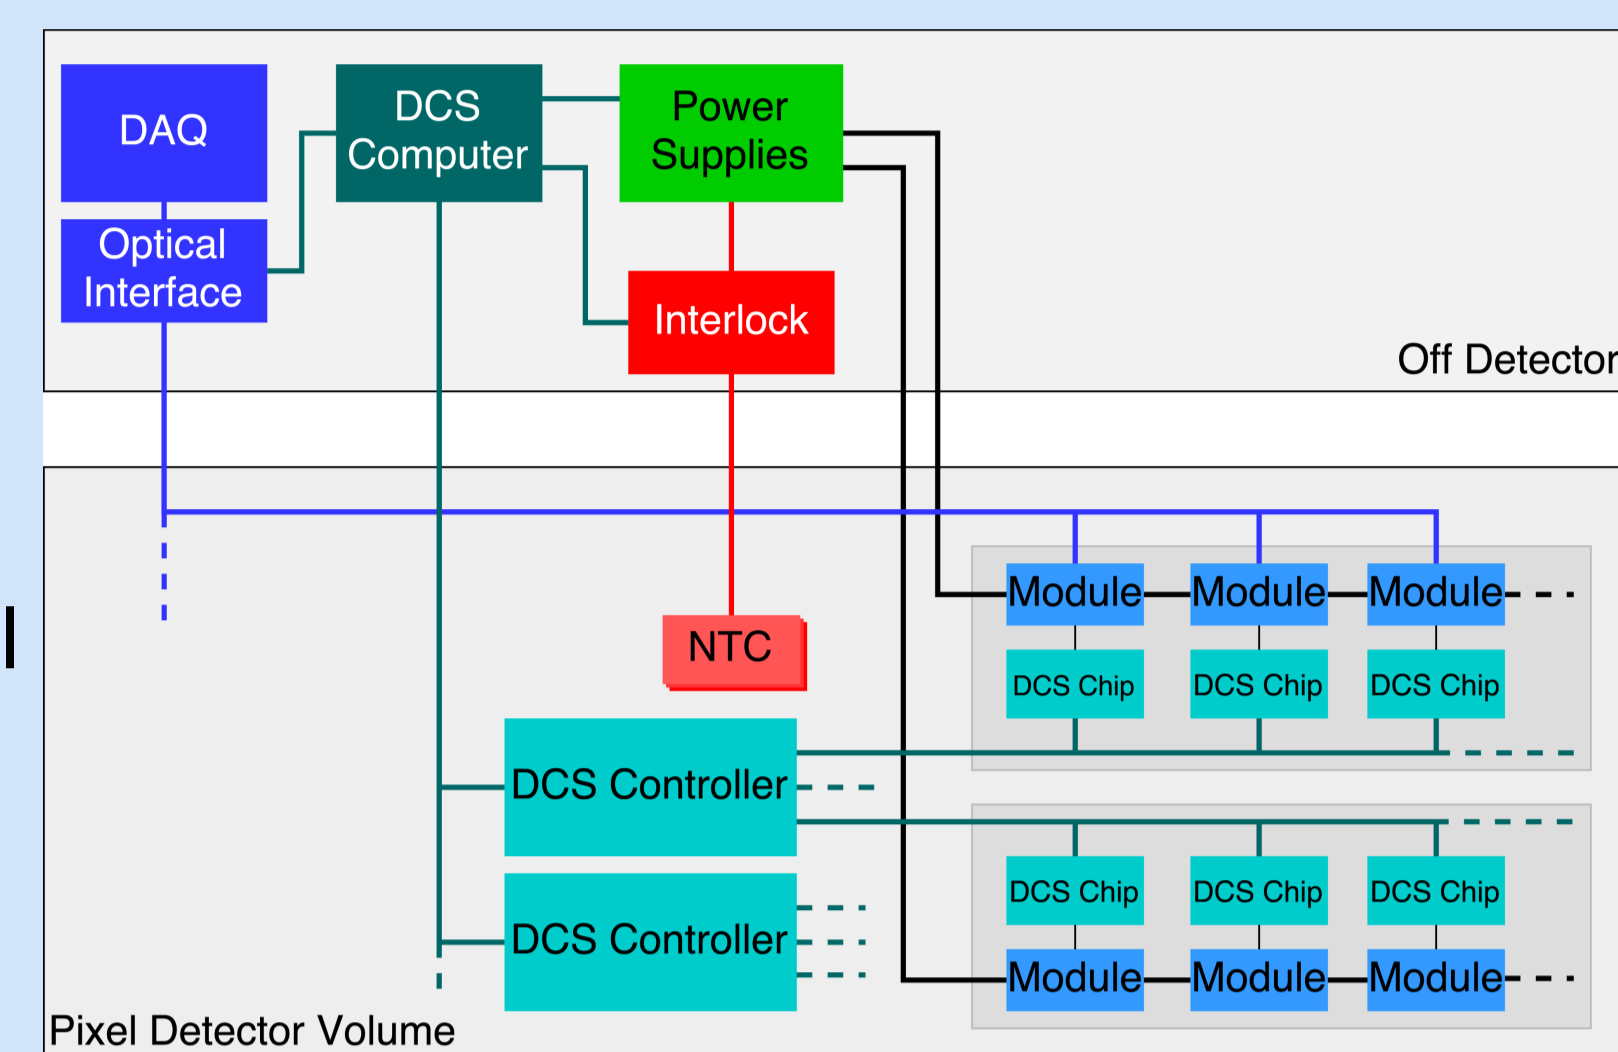 DAQ
Optical
Interface
DCS
Computer
Power
Supplies
Interlock
Off Detector
NTC
Module Module Module
DCS Chip DCS Chip DCS Chip
DCS Controller
DCS Controller
DCS Chip DCS Chip DCS Chip
Module Module Module
Pixel Detector Volume